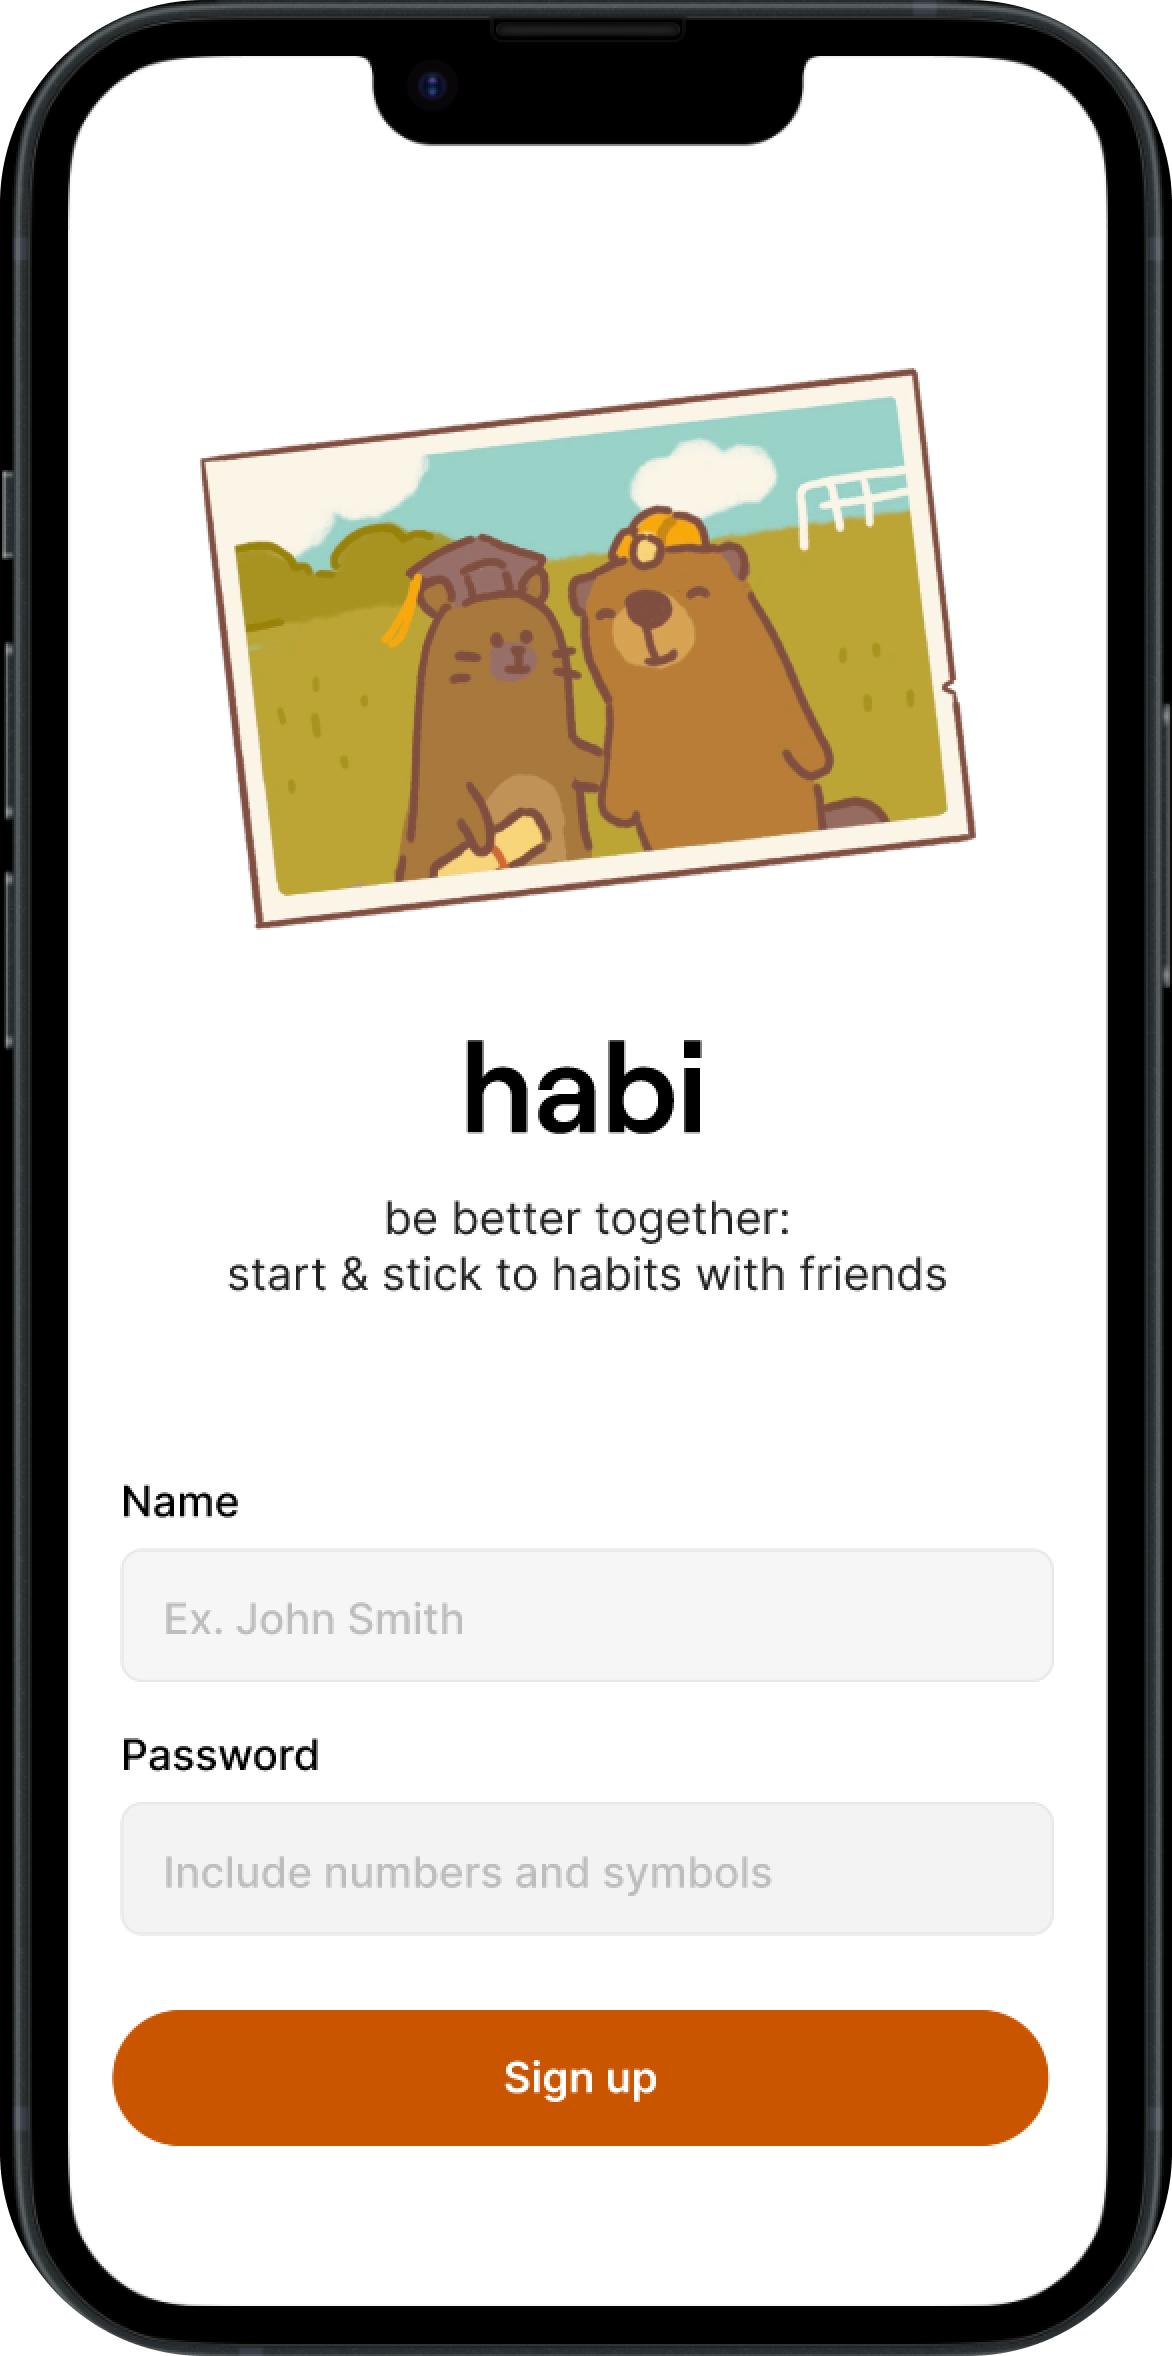 habi
be better together:
start & stick to habits with friends
Name
Ex. John Smith
Password
Include numbers and symbols
Sign up